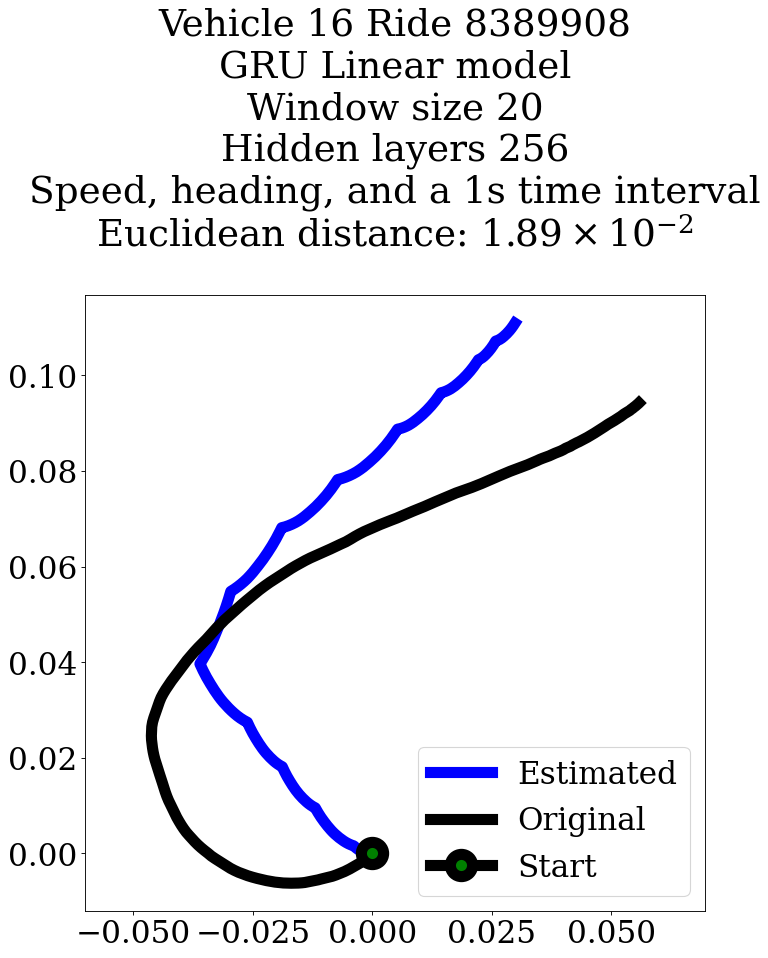 Vehicle 16 Ride 8389908
GRU Linear model
Window size 20
Hidden layers 256
Speed, heading, and a 1s time interval
Euclidean distance: 1.89 × 10⁻²
0.10
0.08
0.06
0.04
0.02
0.00
Estimated
Original
Start
−0.050 −0.025 0.000 0.025 0.050